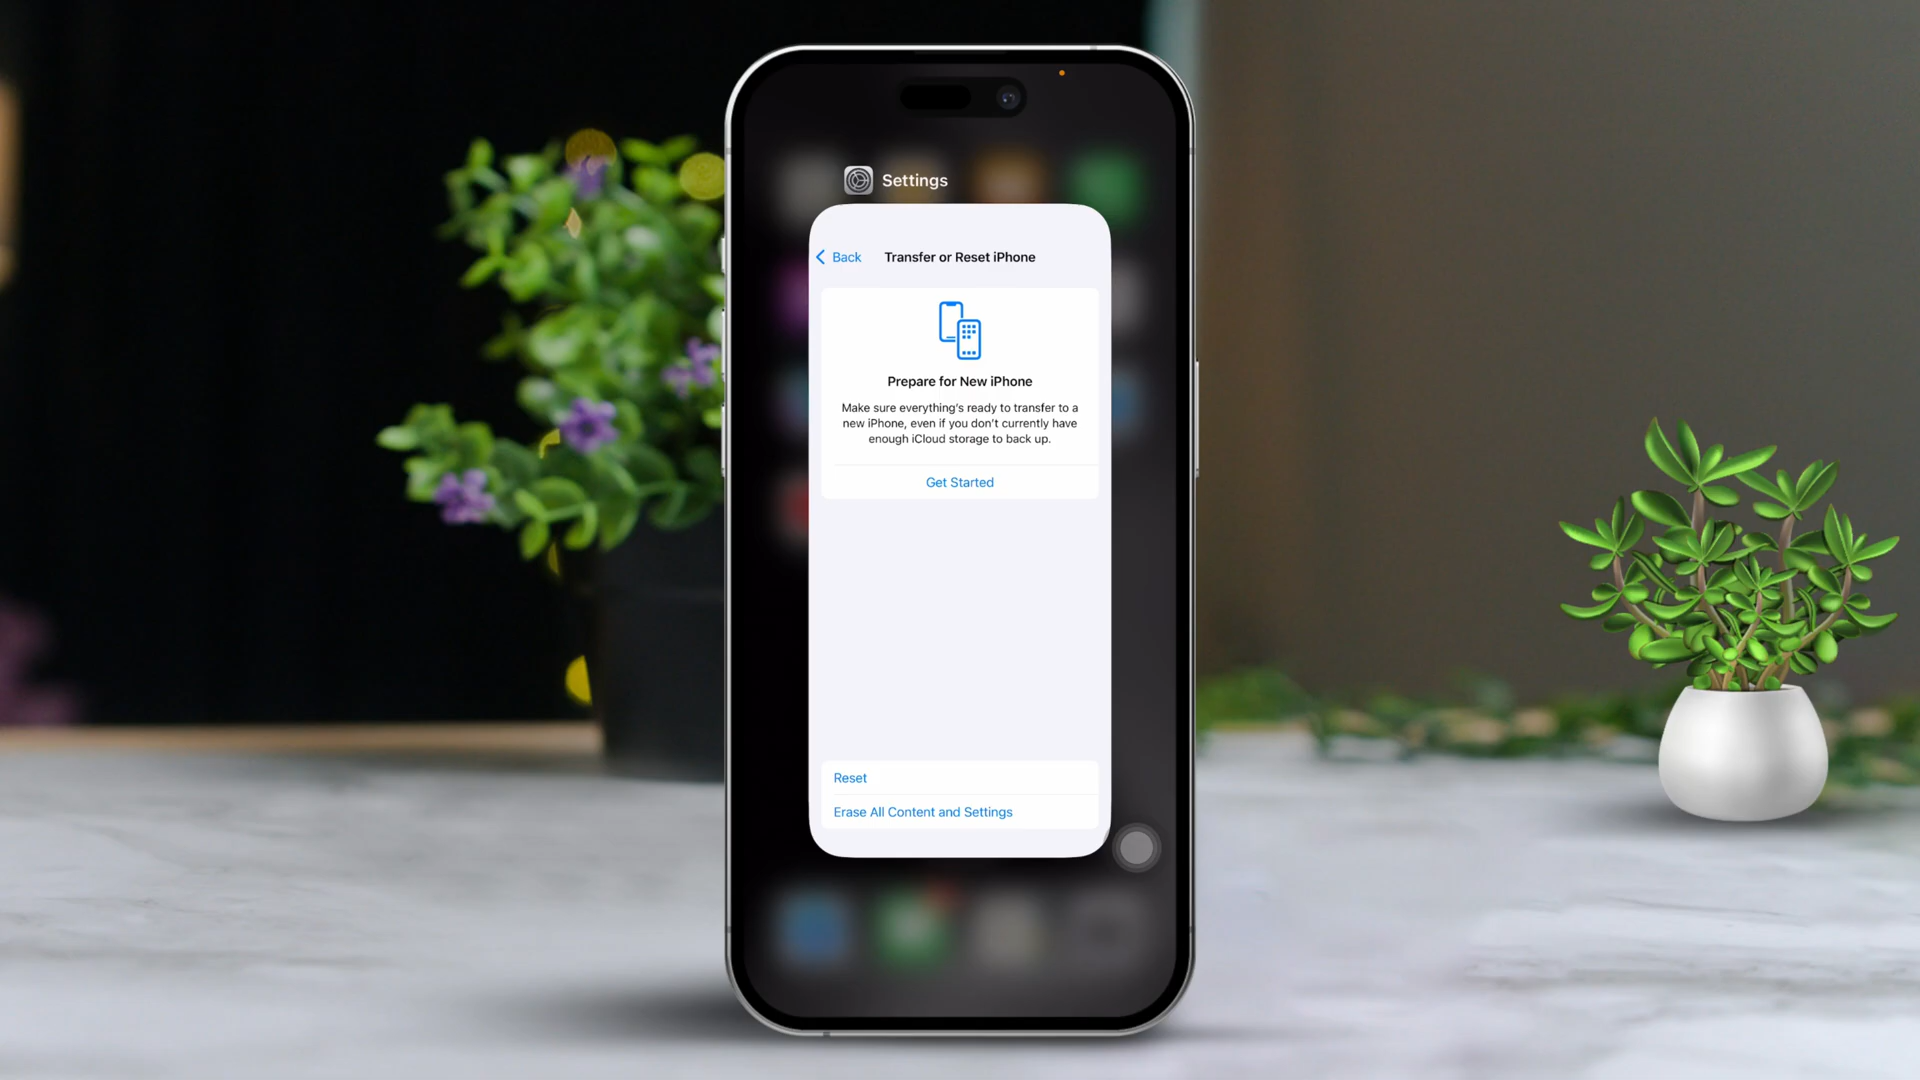 Settings
Back
Transfer or Reset iPhone
Prepare for New iPhone
Make sure everything's ready to transfer to a
new iPhone, even if you don't currently have
enough iCloud storage to back up.
Get Started
Reset
Erase All Content and Settings